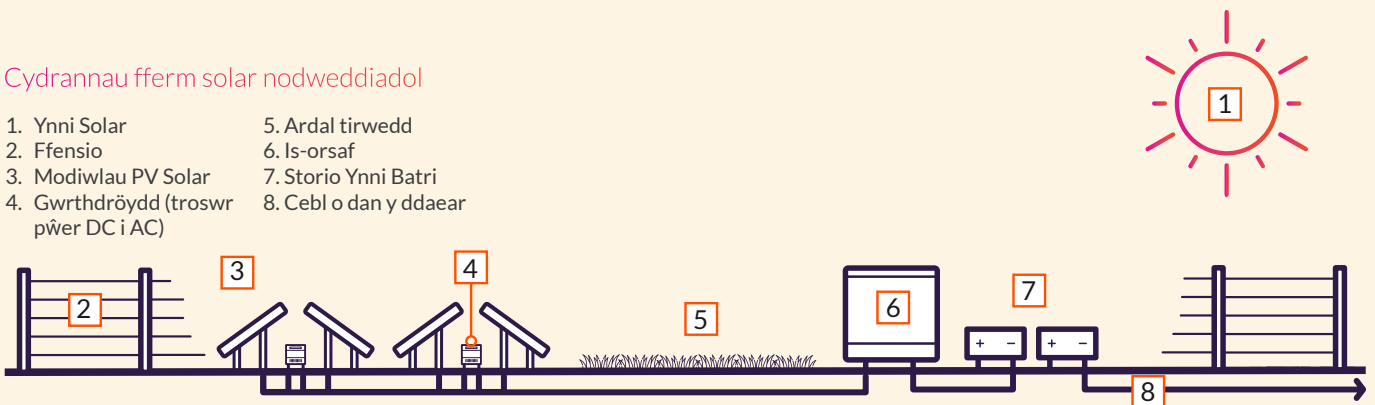 Cydrannau fferm solar nodweddiadol
1. Ynni Solar
2. Ffensio
3. Modiwlau PV Solar
4. Gwrthdröydd (troswr
pŵer DC i AC)
5. Ardal tirwedd
6. Is-orsaf
7. Storio Ynni Batri
8. Cebl o dan y ddaear
1
2
3
4
5
6
7
+ −
+ −
8